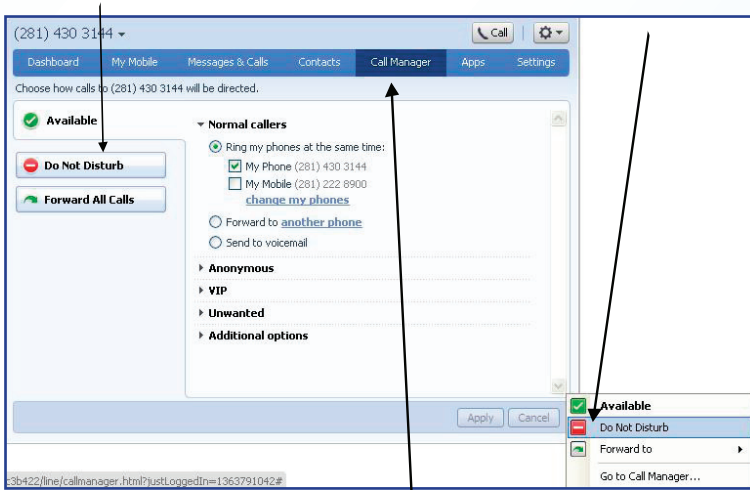 (281) 430 3144
Call
Dashboard My Mobile Messages & Calls Contacts Call Manager Apps Settings
Choose how calls to (281) 430 3144 will be directed.
Available
Do Not Disturb
Forward All Calls
Normal callers
Ring my phones at the same time:
My Phone (281) 430 3144
My Mobile (281) 222 8900
change my phones
Forward to another phone
Send to voicemail
Anonymous
VIP
Unwanted
Additional options
Apply Cancel
Available
Do Not Disturb
Forward to
Go to Call Manager...
c3b422/line/callmanager.html?justLoggedIn=1363791042#